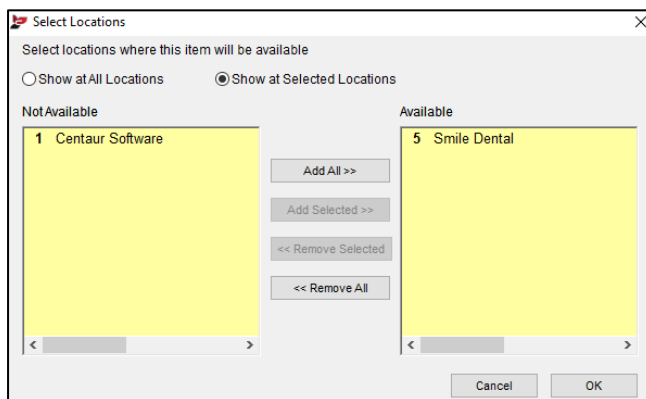 Select Locations
Select locations where this item will be available
Show at All Locations Show at Selected Locations
Not Available
1 Centaur Software
Add All >>
Add Selected >>
<< Remove Selected
<< Remove All
Available
5 Smile Dental
Cancel OK